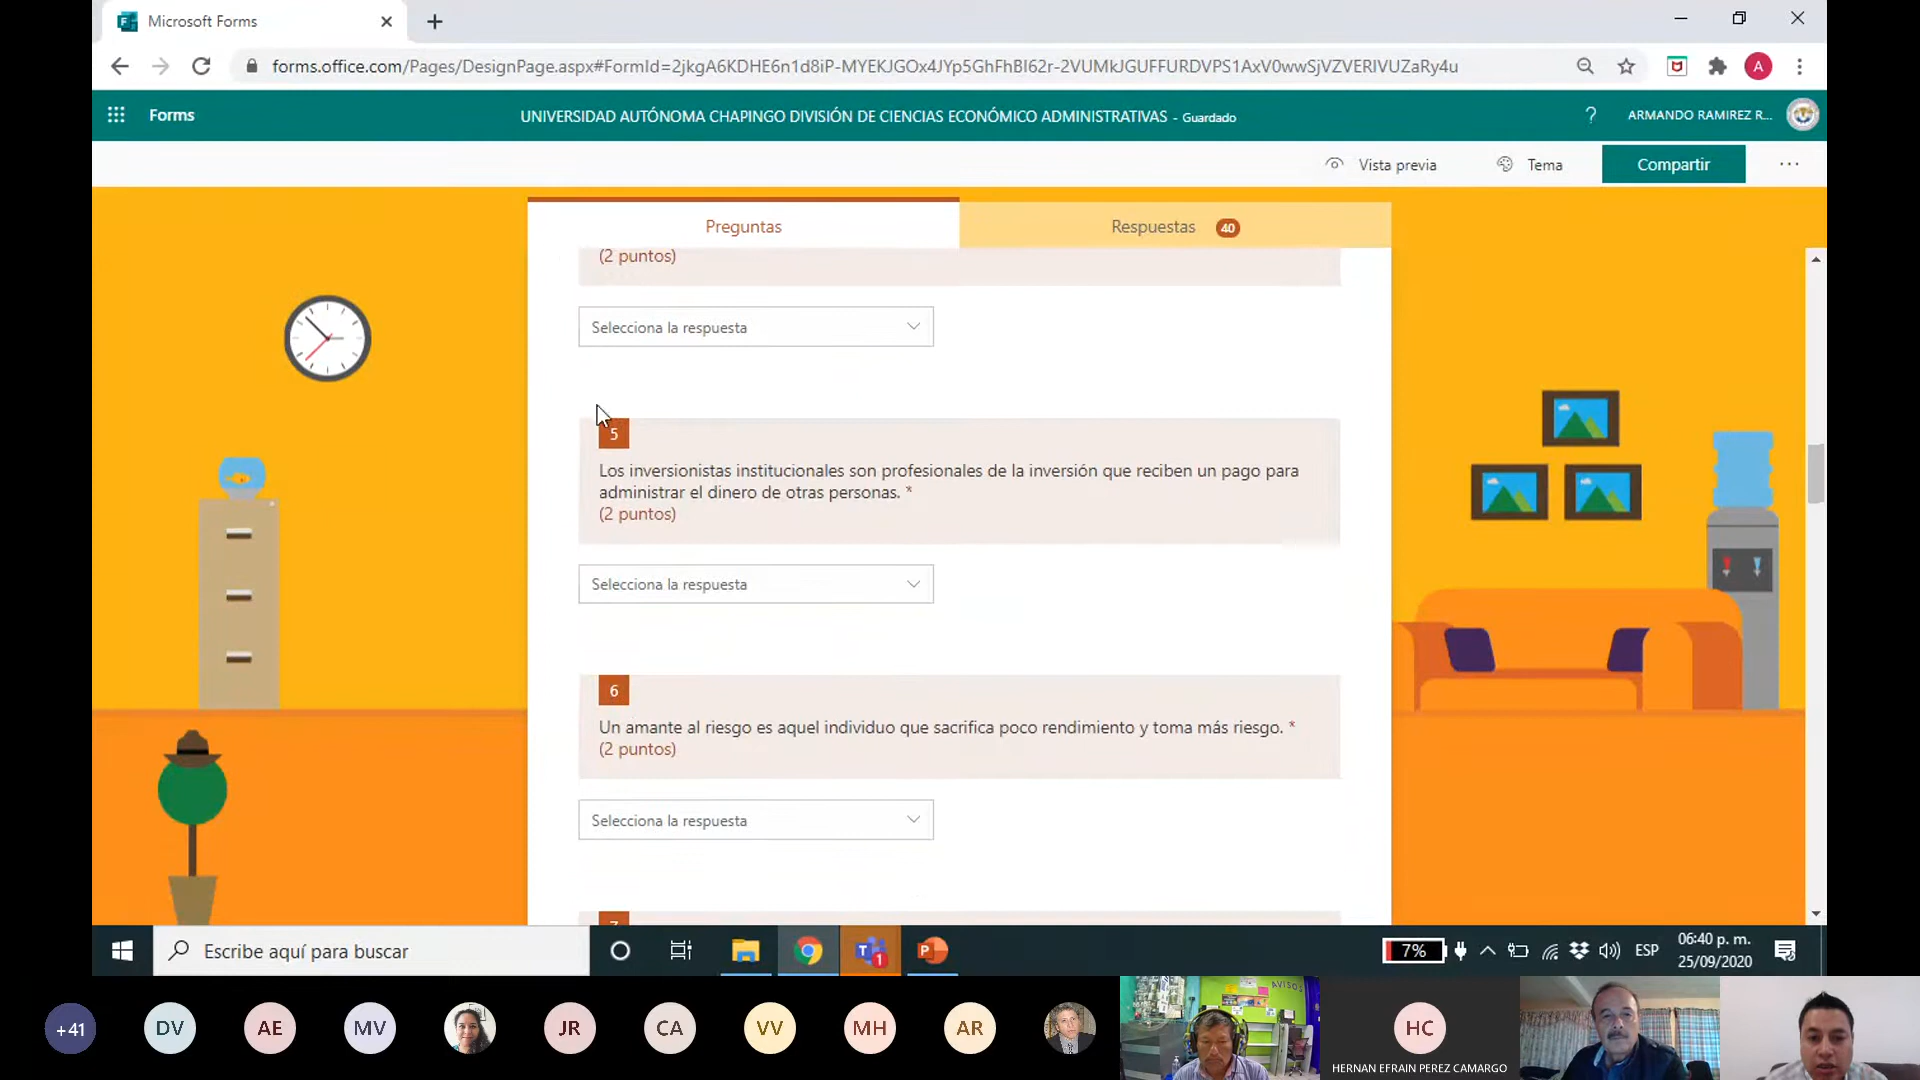 Microsoft Forms
forms.office.com/Pages/DesignPage.aspx#FormId=2jkgA6KDHE6n1d8iP-MYEKJGOx4JYp5GhFhBl62r-2VUMkJGUFFURDVPS1AxV0wwSjVZVERIVUZaRy4u
A
Forms
UNIVERSIDAD AUTÓNOMA CHAPINGO DIVISIÓN DE CIENCIAS ECONÓMICO ADMINISTRATIVAS - Guardado
?
ARMANDO RAMIREZ R...
Vista previa
Tema
Compartir
Preguntas
Respuestas 40
(2 puntos)
Selecciona la respuesta
5
Los inversionistas institucionales son profesionales de la inversión que reciben un pago para
administrar el dinero de otras personas. *
(2 puntos)
Selecciona la respuesta
6
Un amante al riesgo es aquel individuo que sacrifica poco rendimiento y toma más riesgo. *
(2 puntos)
Selecciona la respuesta
7
Escribe aquí para buscar
1
7%
ESP
06:40 p. m.
25/09/2020
+41
DV
AE
MV
JR
CA
VV
MH
AR
AVISOS
HC
HERNAN EFRAIN PEREZ CAMARGO